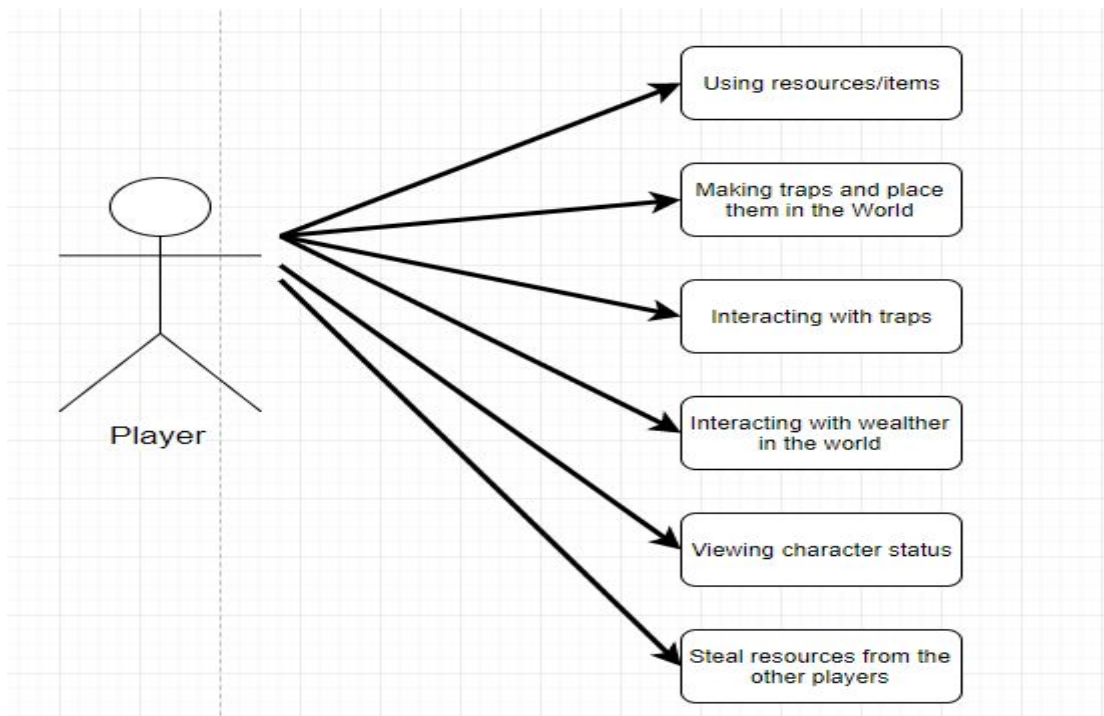 Using resources/items
Making traps and place
them in the World
Interacting with traps
Interacting with wealther
in the world
Viewing character status
Steal resources from the
other players
Player